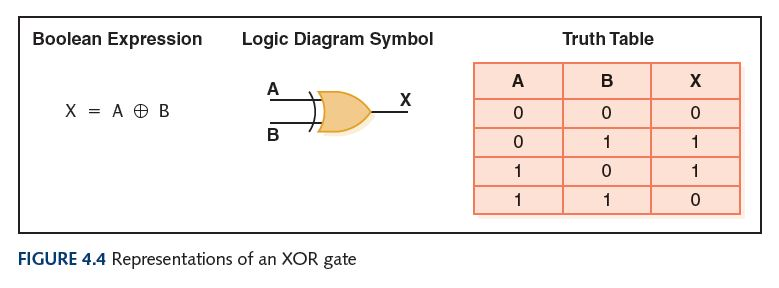 Boolean Expression Logic Diagram Symbol Truth Table
X = A ⊕ B
A
B
X
A B X
0 0 0
0 1 1
1 0 1
1 1 0
FIGURE 4.4 Representations of an XOR gate